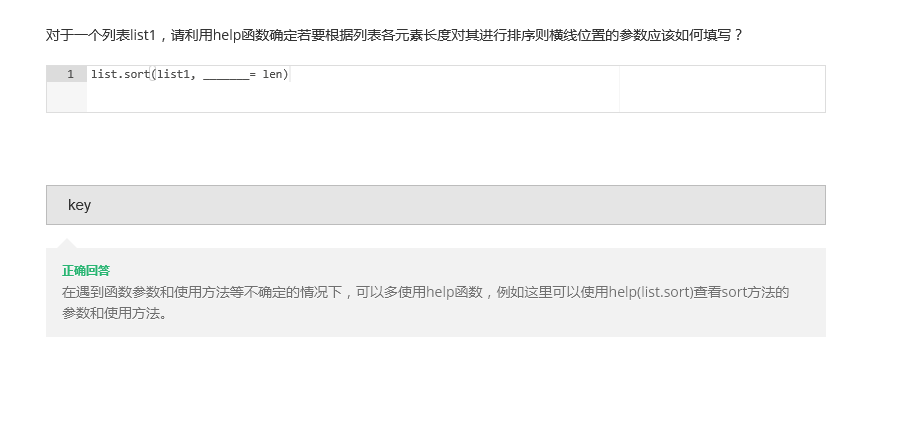 对于一个列表list1，请利用help函数确定若要根据列表各元素长度对其进行排序则横线位置的参数应该如何填写？
1 list.sort(list1, _______= len)
key
正确回答
在遇到函数参数和使用方法等不确定的情况下，可以多使用help函数，例如这里可以使用help(list.sort)查看sort方法的
参数和使用方法。